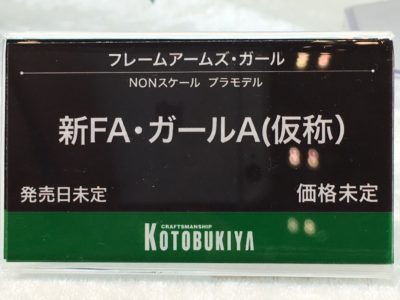 フレームアームズ・ガール
NONスケール プラモデル
新FA・ガールA(仮称)
発売日未定
価格未定
CRAFTSMANSHIP
KOTOBUKIYA